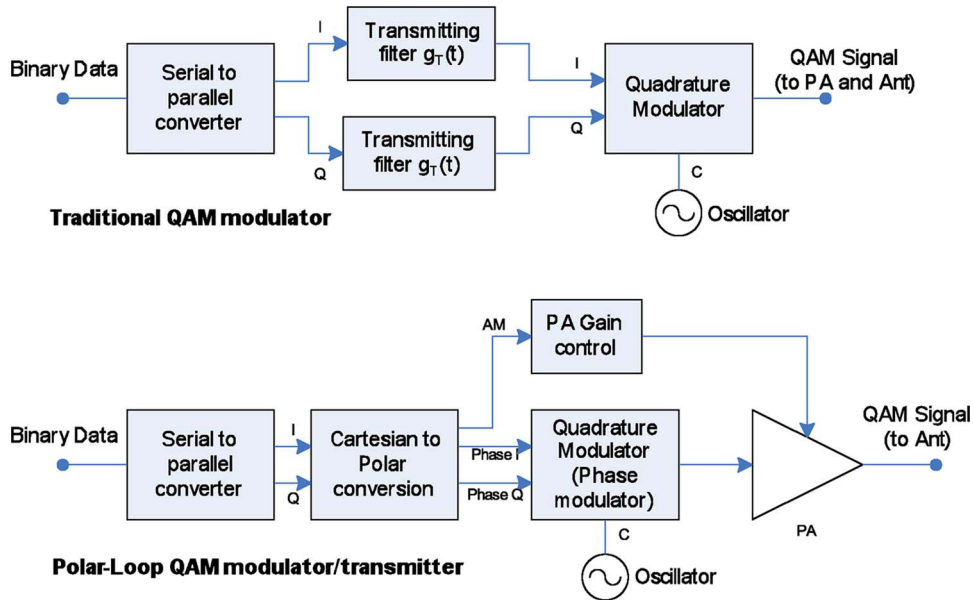 I
Transmitting
filter g_T(t)
Binary Data
Serial to
parallel
converter
I
Quadrature
Modulator
QAM Signal
(to PA and Ant)
Q
Transmitting
filter g_T(t)
Q
C
Oscillator
Traditional QAM modulator
AM
PA Gain
control
Binary Data
Serial to
parallel
converter
I
Q
Cartesian to
Polar
conversion
Phase I
Phase Q
Quadrature
Modulator
(Phase
modulator)
QAM Signal
(to Ant)
PA
C
Oscillator
Polar-Loop QAM modulator/transmitter